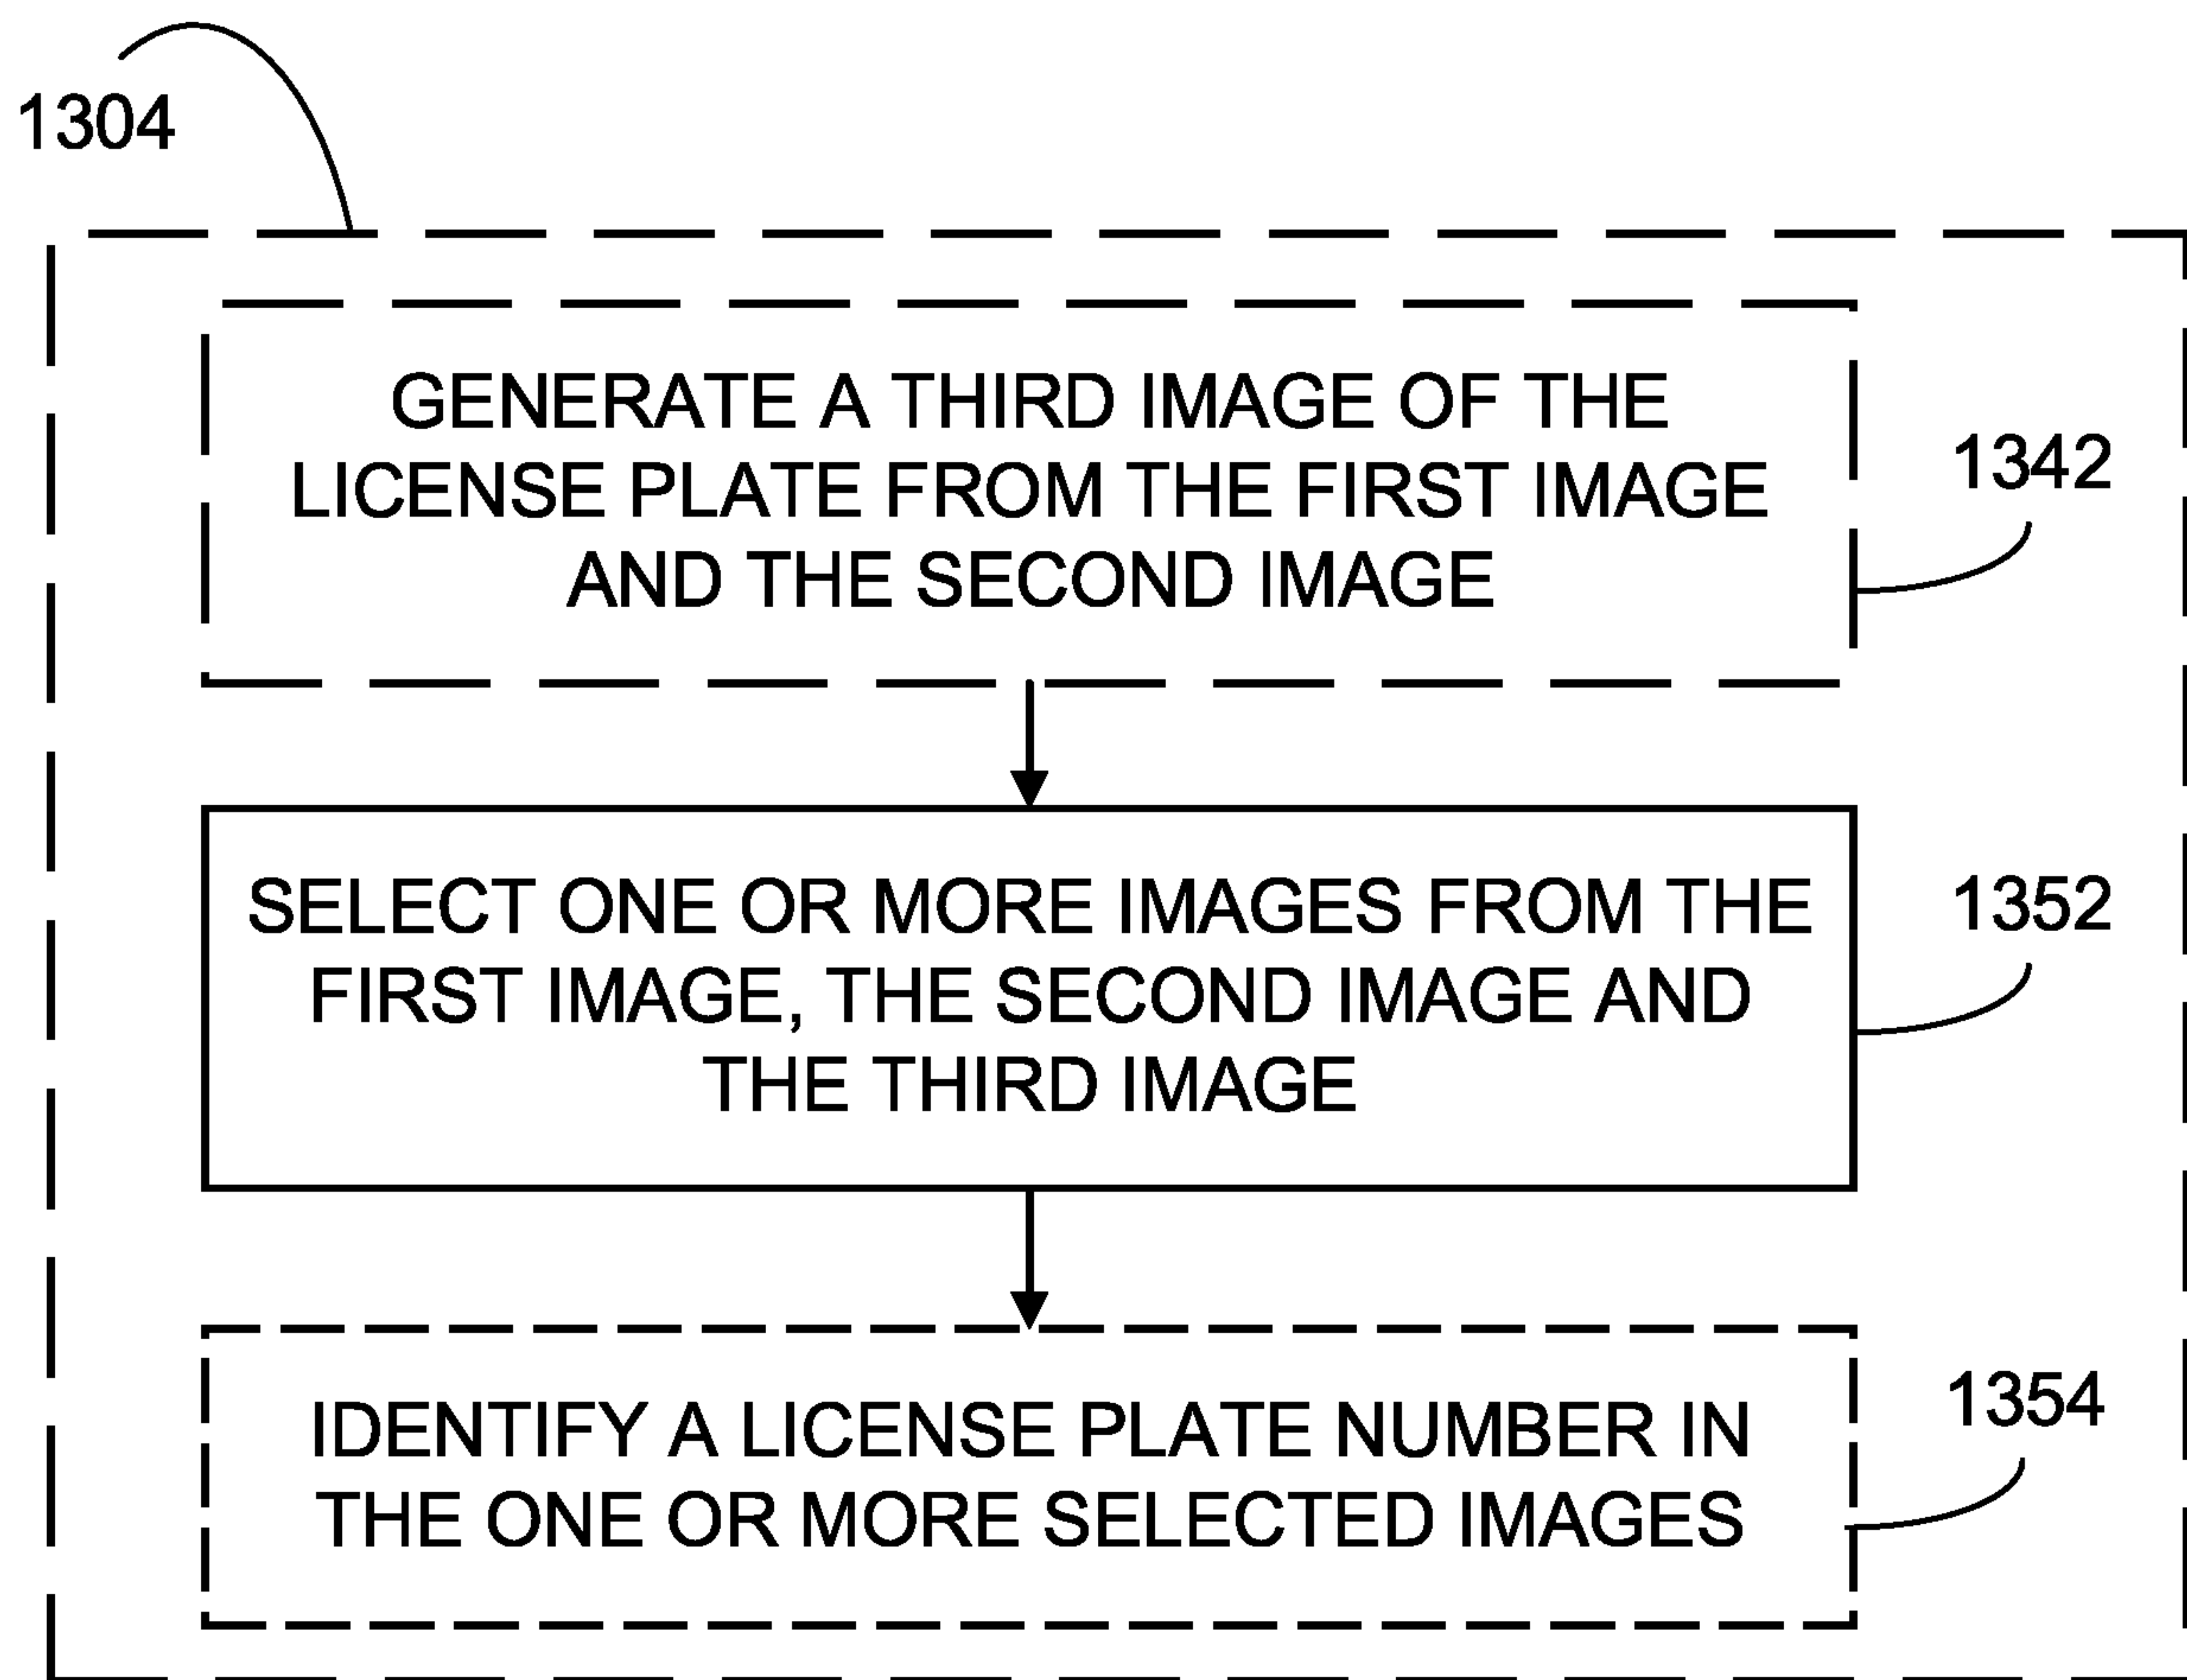 1304
GENERATE A THIRD IMAGE OF THE
LICENSE PLATE FROM THE FIRST IMAGE
AND THE SECOND IMAGE
1342
SELECT ONE OR MORE IMAGES FROM THE
FIRST IMAGE, THE SECOND IMAGE AND
THE THIRD IMAGE
1352
IDENTIFY A LICENSE PLATE NUMBER IN
THE ONE OR MORE SELECTED IMAGES
1354